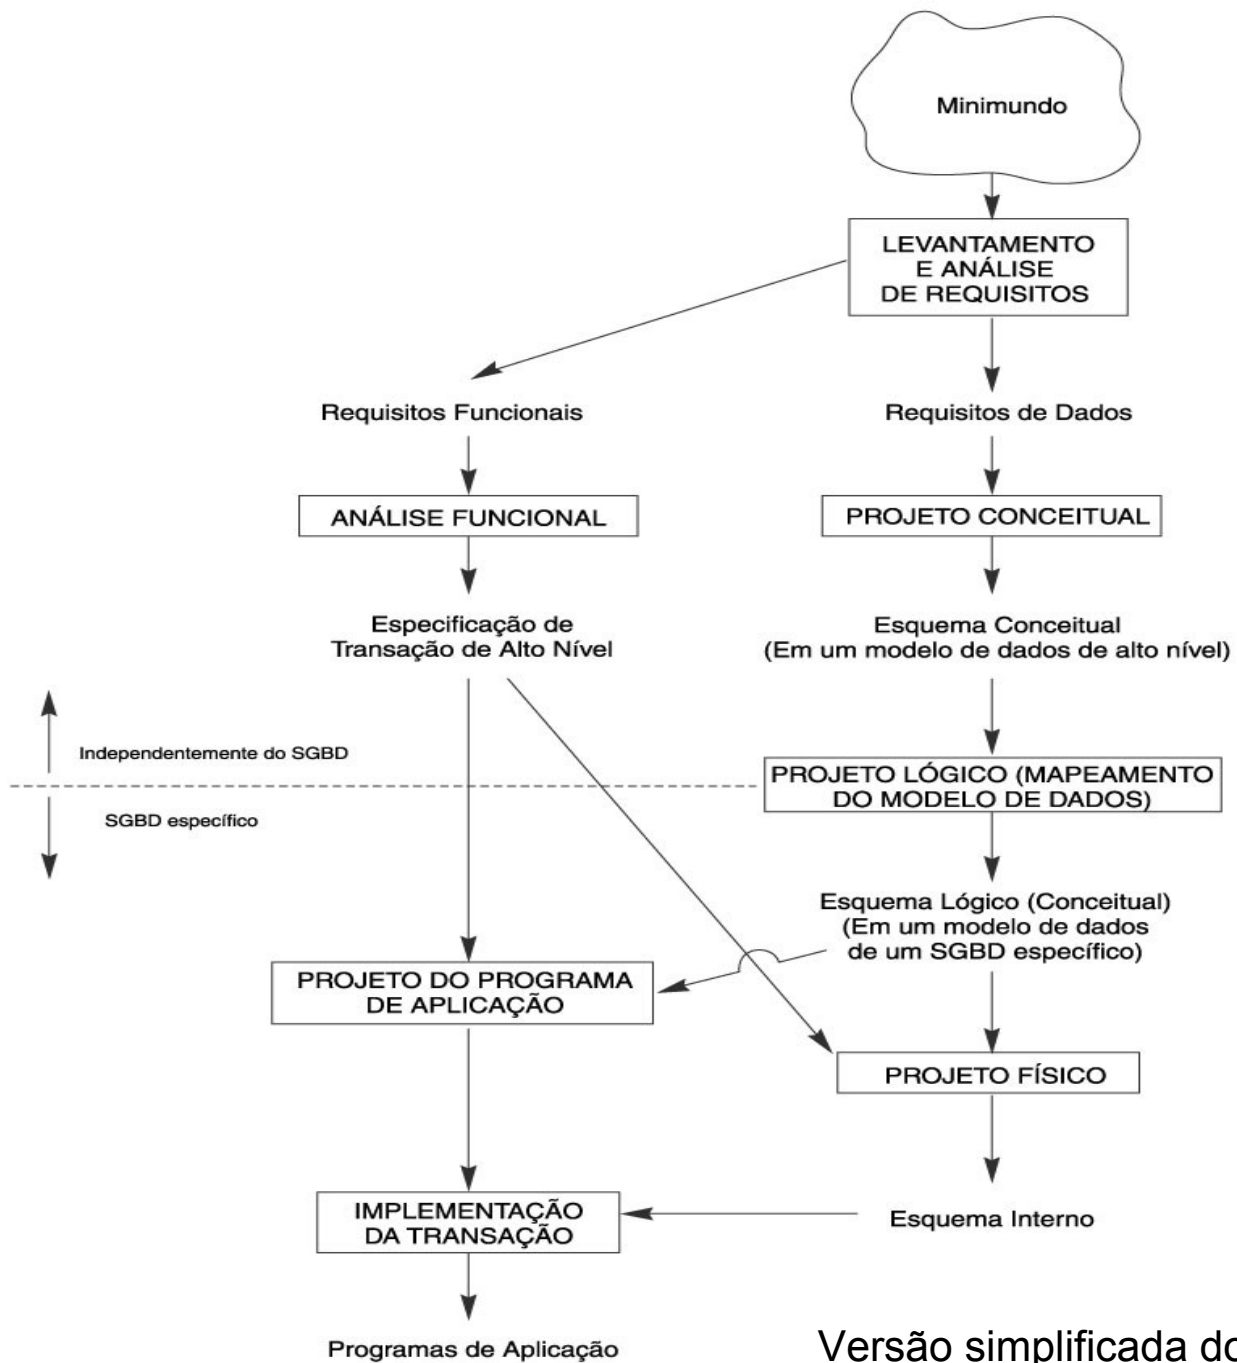 Minimundo
LEVANTAMENTO
E ANÁLISE
DE REQUISITOS
Requisitos Funcionais
Requisitos de Dados
ANÁLISE FUNCIONAL
PROJETO CONCEITUAL
Especificação de
Transação de Alto Nível
Esquema Conceitual
(Em um modelo de dados de alto nível)
Independentemente do SGBD
SGBD específico
PROJETO LÓGICO (MAPEAMENTO
DO MODELO DE DADOS)
Esquema Lógico (Conceitual)
(Em um modelo de dados
de um SGBD específico)
PROJETO DO PROGRAMA
DE APLICAÇÃO
PROJETO FÍSICO
IMPLEMENTAÇÃO
DA TRANSAÇÃO
Esquema Interno
Programas de Aplicação
Versão simplificada do